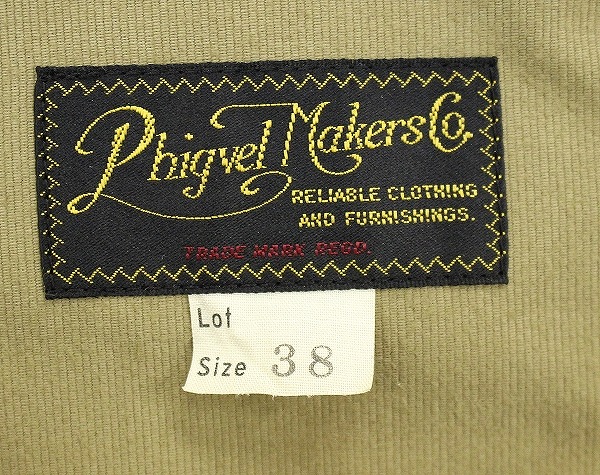 Phigvel Makers Co.
RELIABLE CLOTHING
AND FURNISHINGS.
TRADE MARK REGD.
Lot
Size 38